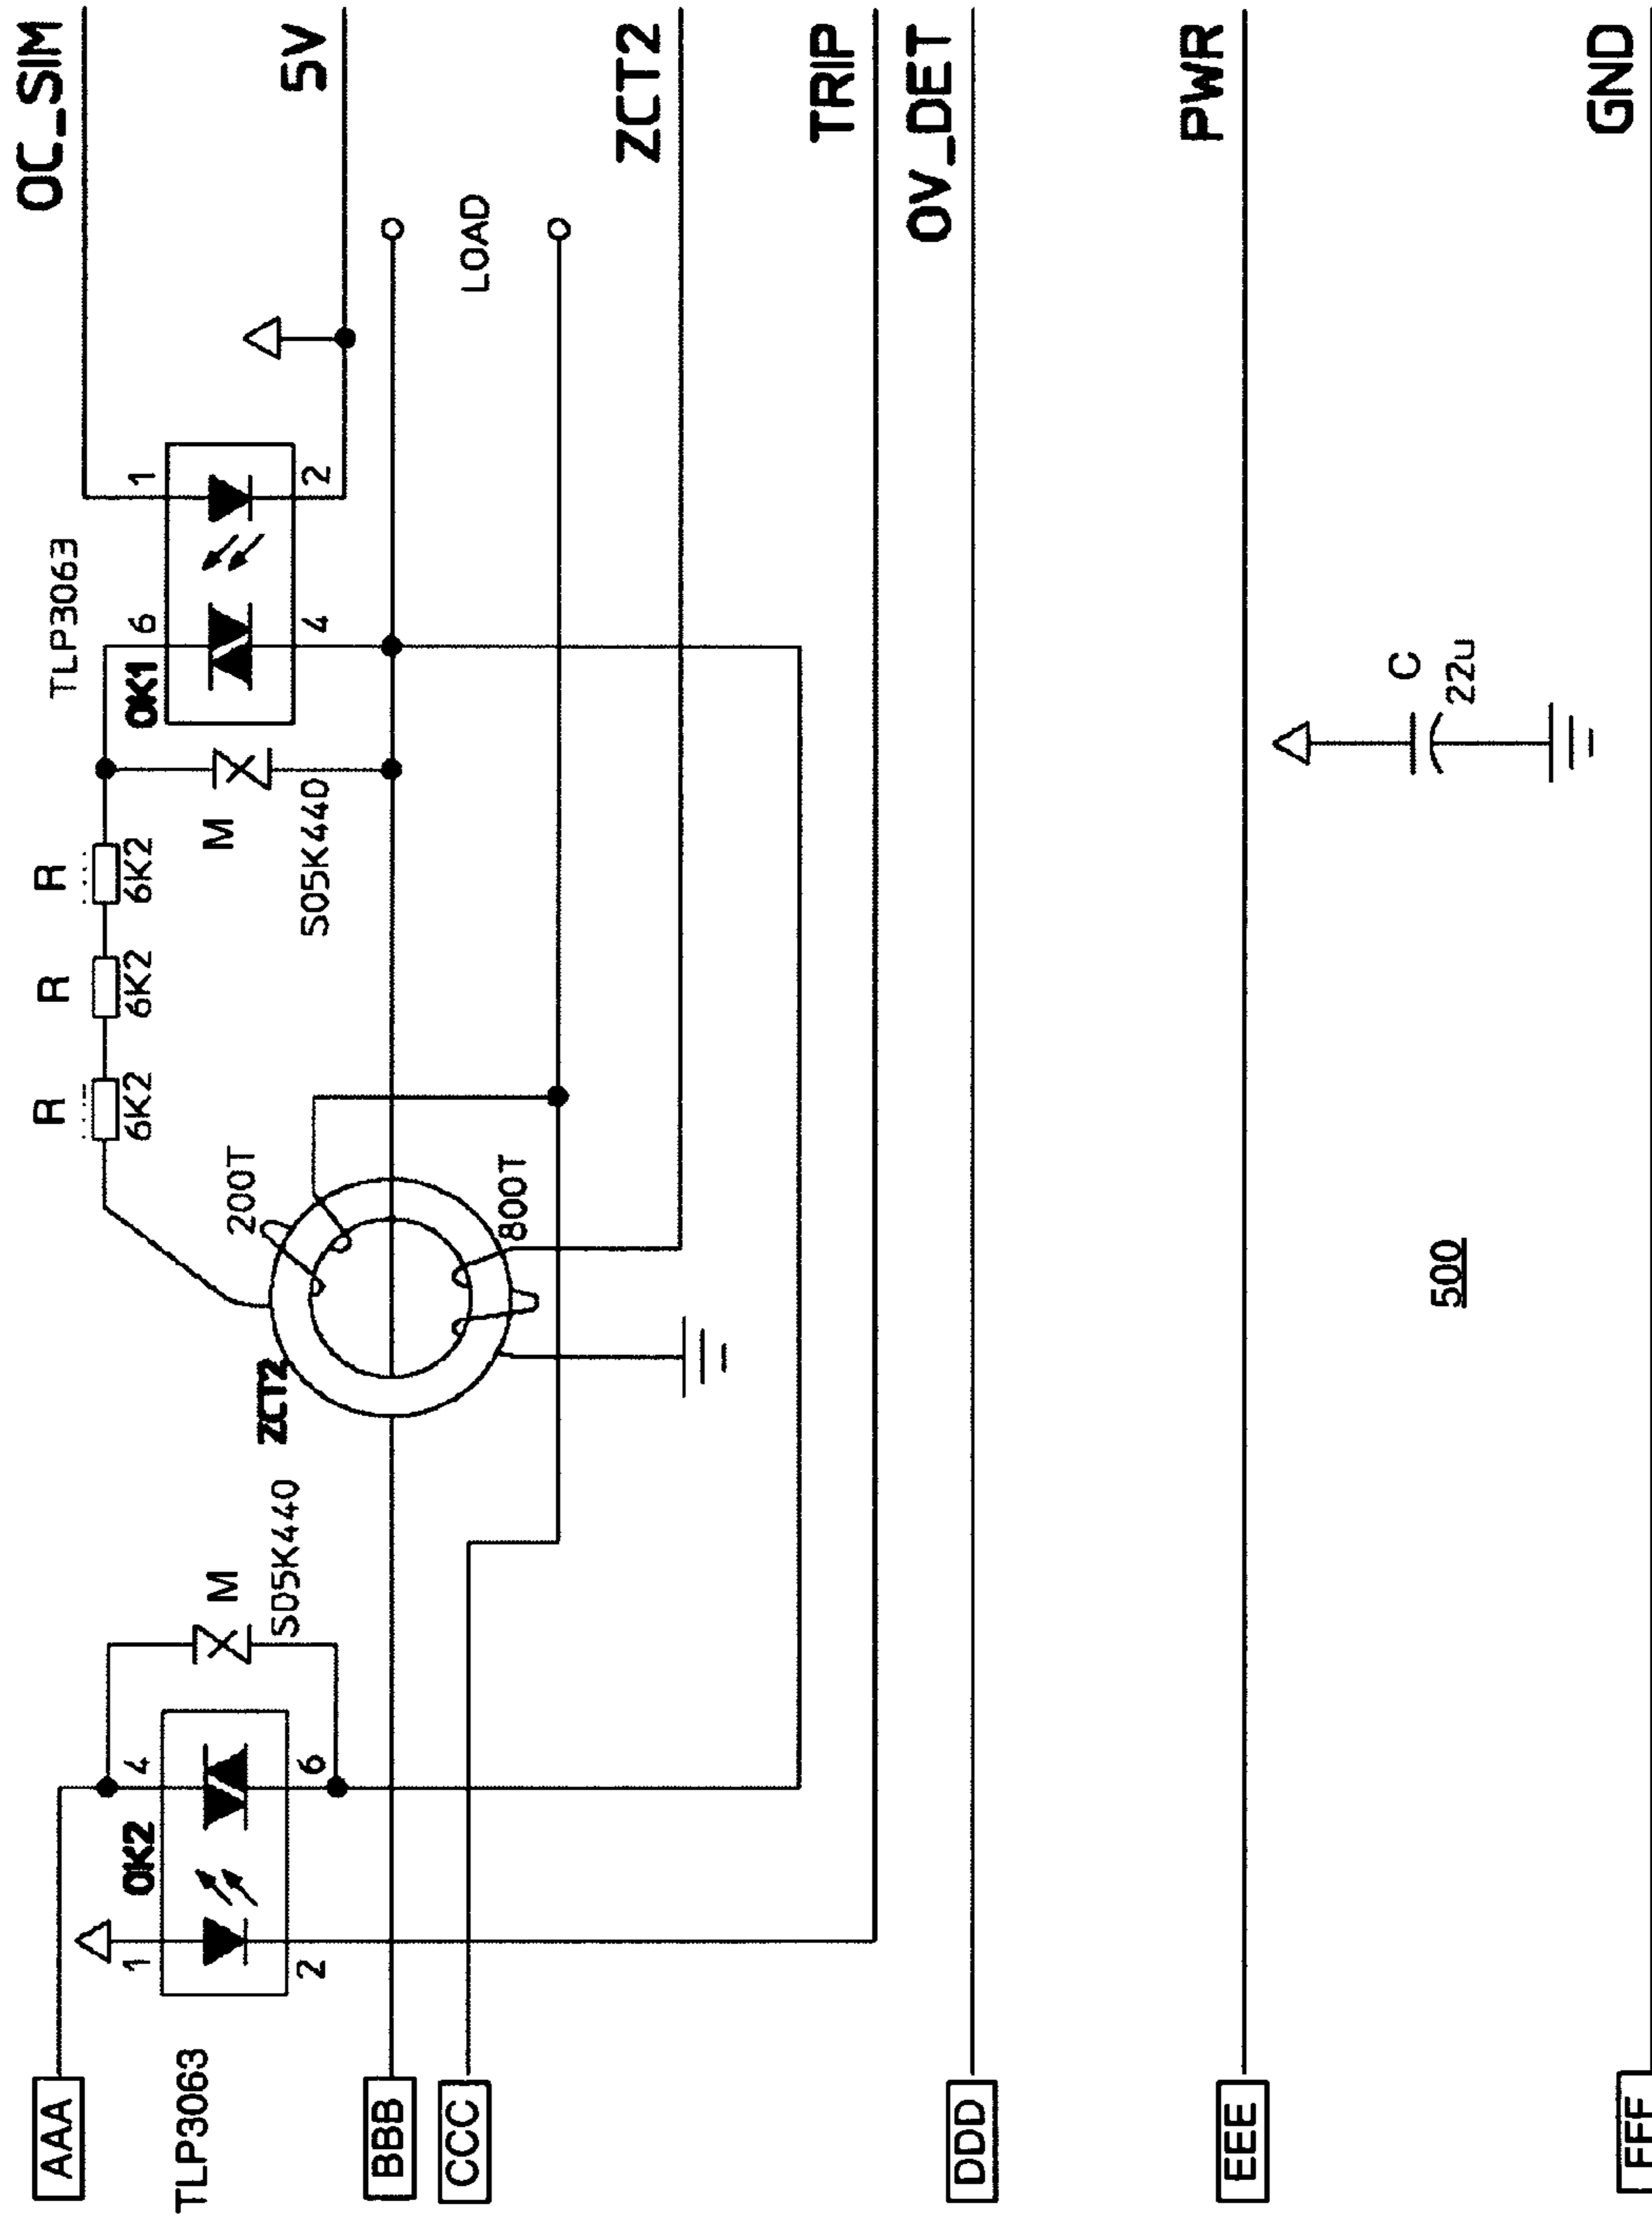 AAA
R
R
R
TLP3063
OC_SIM
1
OK2
4
6K2
6K2
6K2
OK1
6
1
TLP3063
M
200T
M
ZCT2
S05K440
2
6
S05K440
4
2
5V
BBB
CCC
800T
LOAD
ZCT2
TRIP
OV_DET
DDD
EEE
PWR
C
22u
500
FFF
GND